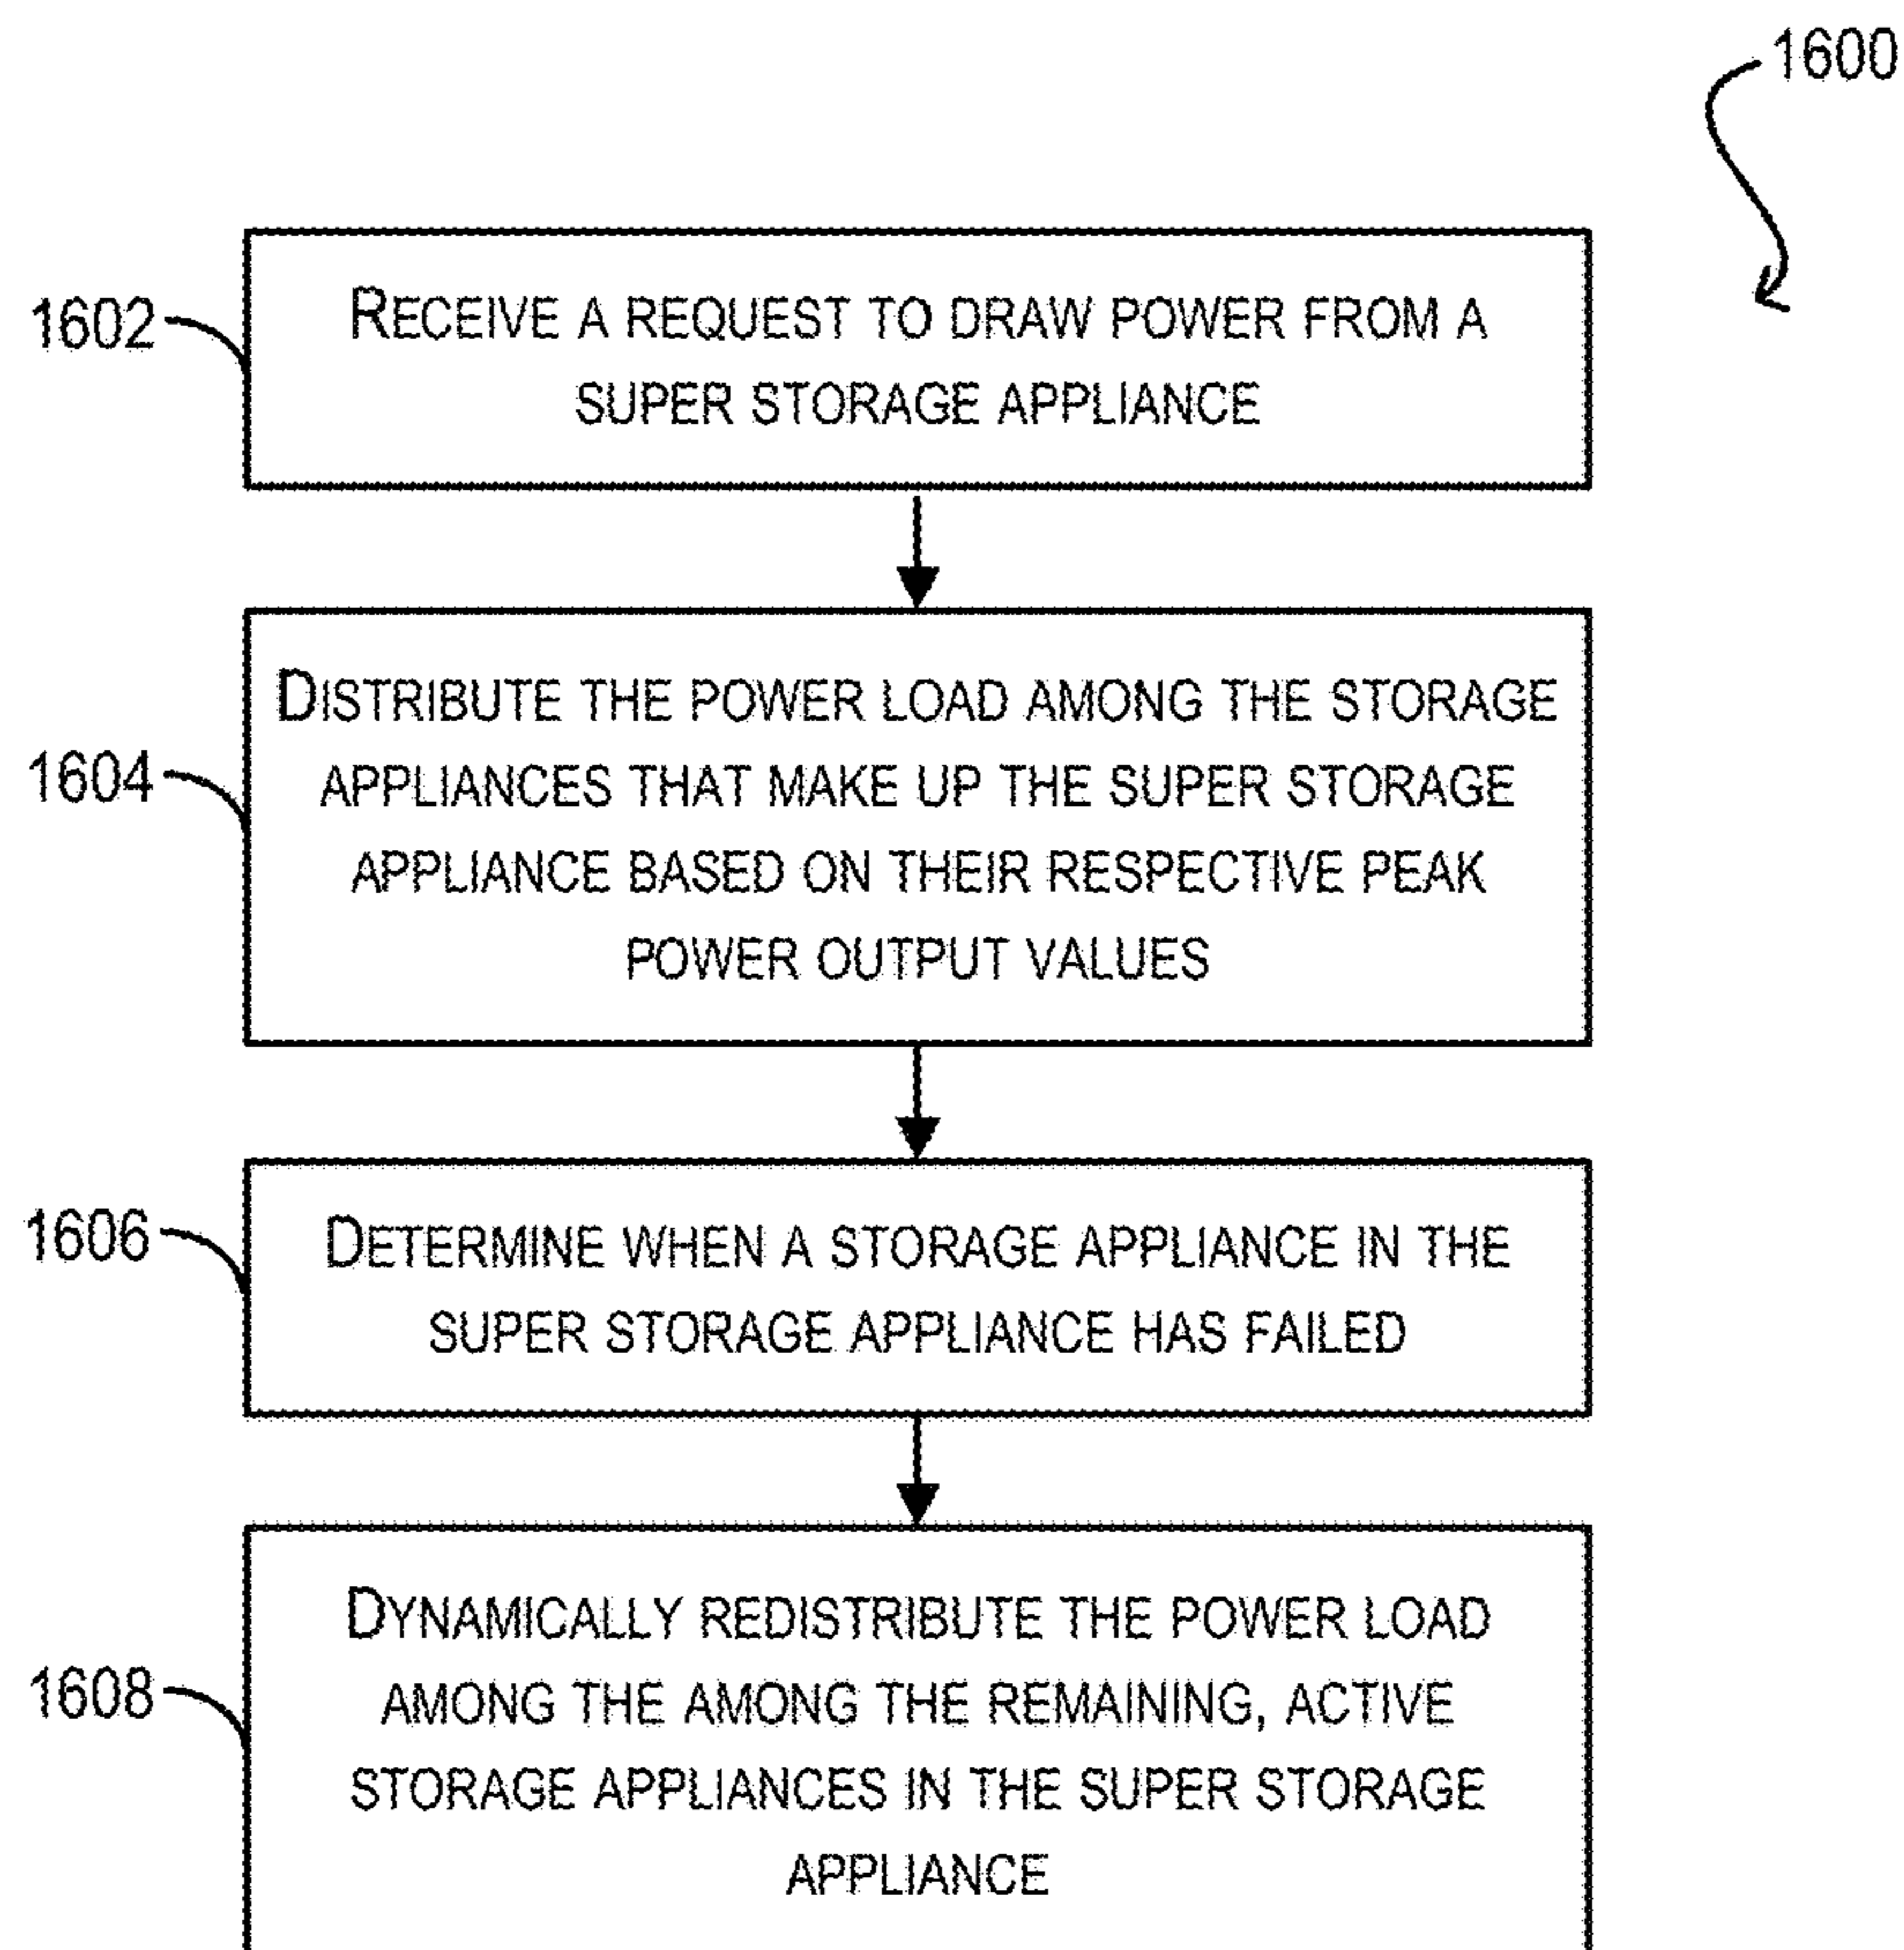 1600
1602
RECEIVE A REQUEST TO DRAW POWER FROM A
SUPER STORAGE APPLIANCE
1604
DISTRIBUTE THE POWER LOAD AMONG THE STORAGE
APPLIANCES THAT MAKE UP THE SUPER STORAGE
APPLIANCE BASED ON THEIR RESPECTIVE PEAK
POWER OUTPUT VALUES
1606
DETERMINE WHEN A STORAGE APPLIANCE IN THE
SUPER STORAGE APPLIANCE HAS FAILED
1608
DYNAMICALLY REDISTRIBUTE THE POWER LOAD
AMONG THE AMONG THE REMAINING, ACTIVE
STORAGE APPLIANCES IN THE SUPER STORAGE
APPLIANCE